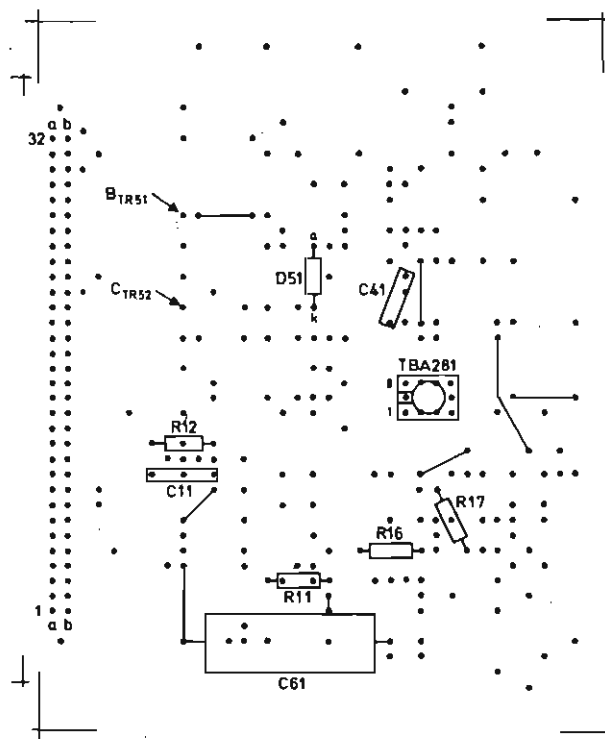 a b
32
B TR51
a
D51
k
C TR52
C41
TBA281
8
1
R12
C11
R17
R16
R11
1
a b
C61